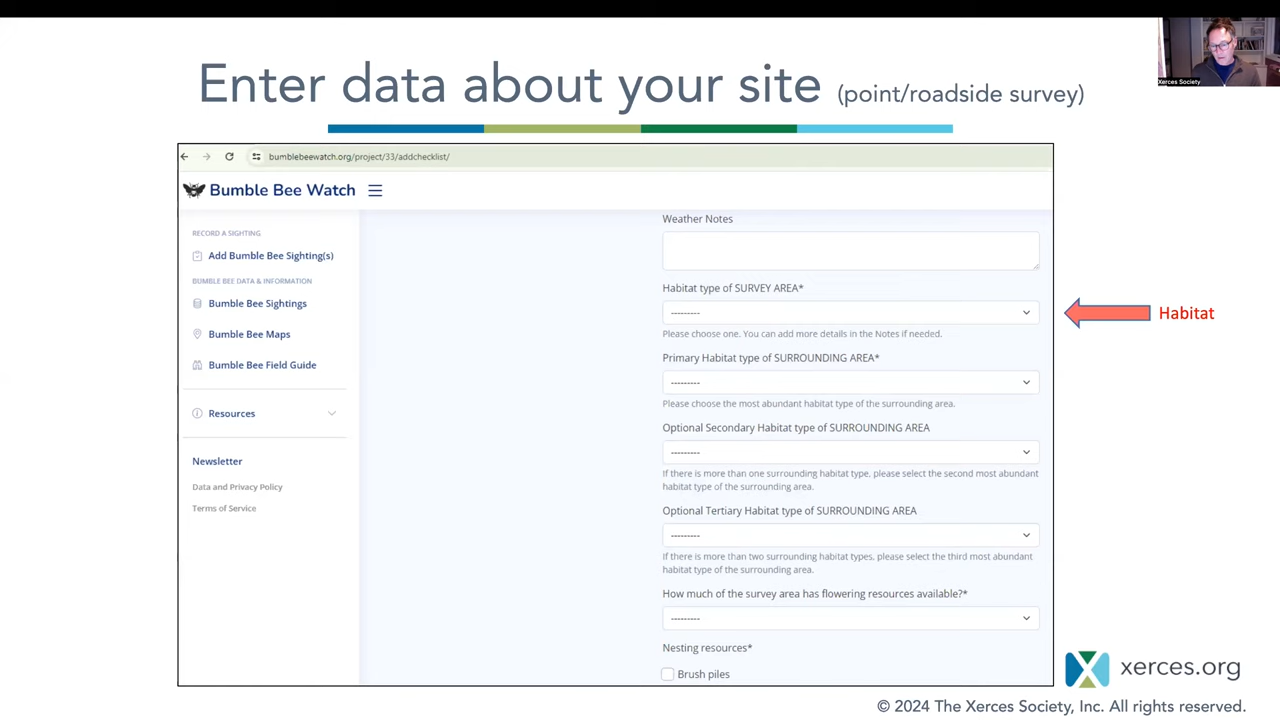 Enter data about your site (point/roadside survey)
Xerces Society
bumblebeewatch.org/project/33/addchecklist/
Bumble Bee Watch
RECORD A SIGHTING
Add Bumble Bee Sighting(s)
BUMBLE BEE DATA & INFORMATION
Bumble Bee Sightings
Bumble Bee Maps
Bumble Bee Field Guide
Resources
Newsletter
Data and Privacy Policy
Terms of Service
Weather Notes
Habitat type of SURVEY AREA*
---------
Please choose one. You can add more details in the Notes if needed.
Primary Habitat type of SURROUNDING AREA*
---------
Please choose the most abundant habitat type of the surrounding area.
Optional Secondary Habitat type of SURROUNDING AREA
---------
If there is more than one surrounding habitat type, please select the second most abundant
habitat type of the surrounding area.
Optional Tertiary Habitat type of SURROUNDING AREA
---------
If there is more than two surrounding habitat types, please select the third most abundant
habitat type of the surrounding area.
How much of the survey area has flowering resources available?*
---------
Nesting resources*
Brush piles
Habitat
xerces.org
© 2024 The Xerces Society, Inc. All rights reserved.